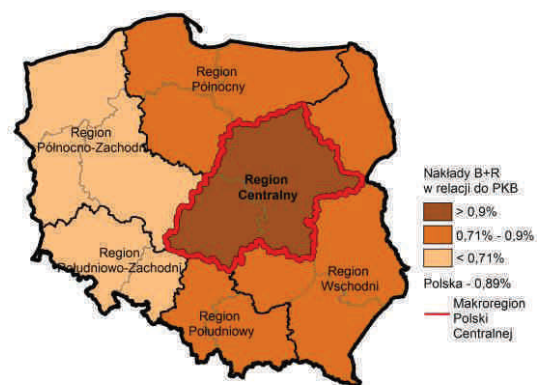 Region
Północny
Region
Północno-Zachodni
Region
Centralny
Region
Południowo-Zachodni
Region
Wschodni
Region
Południowy
Nakłady B+R
w relacji do PKB
> 0,9%
0,71% - 0,9%
< 0,71%
Polska - 0,89%
Makroregion
Polski
Centralnej